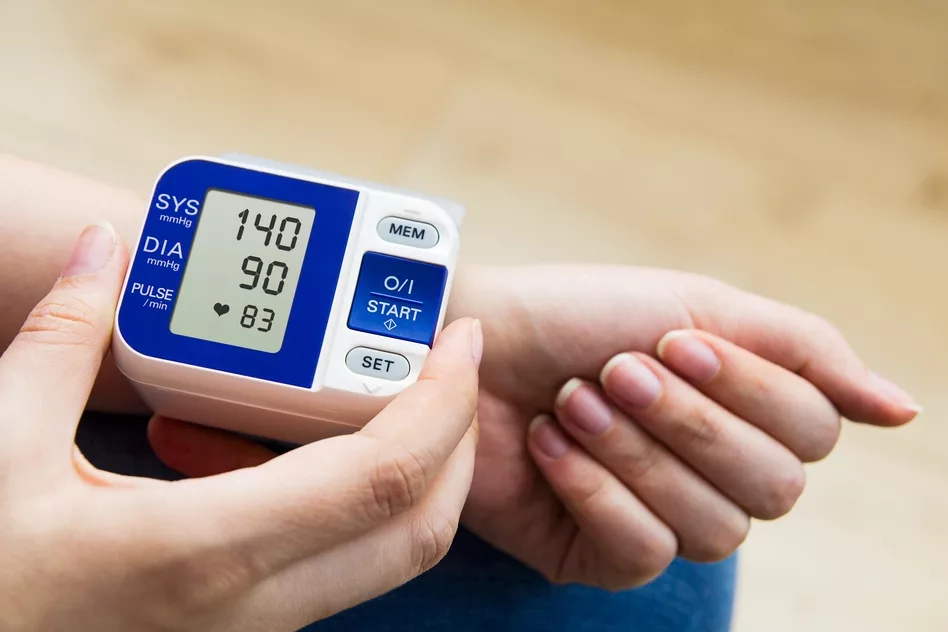 SYS
mmHg
DIA
mmHg
PULSE
/min
140
90
83
MEM
O/I
START
SET